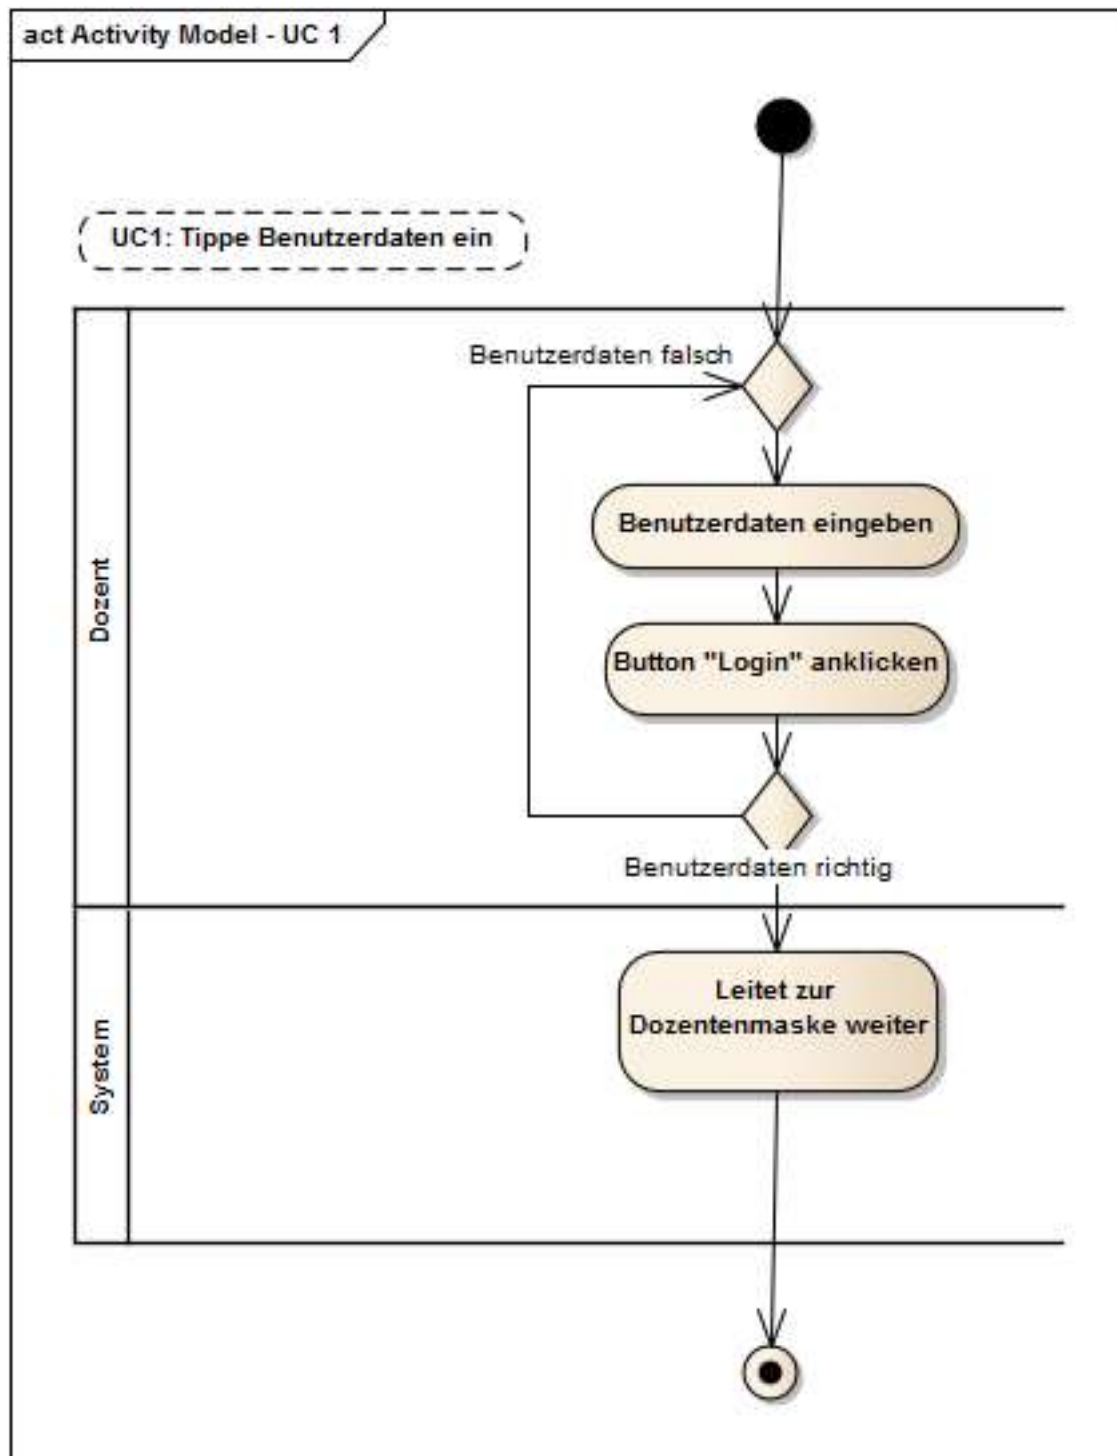 act Activity Model - UC 1
UC1: Tippe Benutzerdaten ein
Dozent
Benutzerdaten falsch
Benutzerdaten eingeben
Button "Login" anklicken
Benutzerdaten richtig
System
Leitet zur
Dozentenmaske weiter